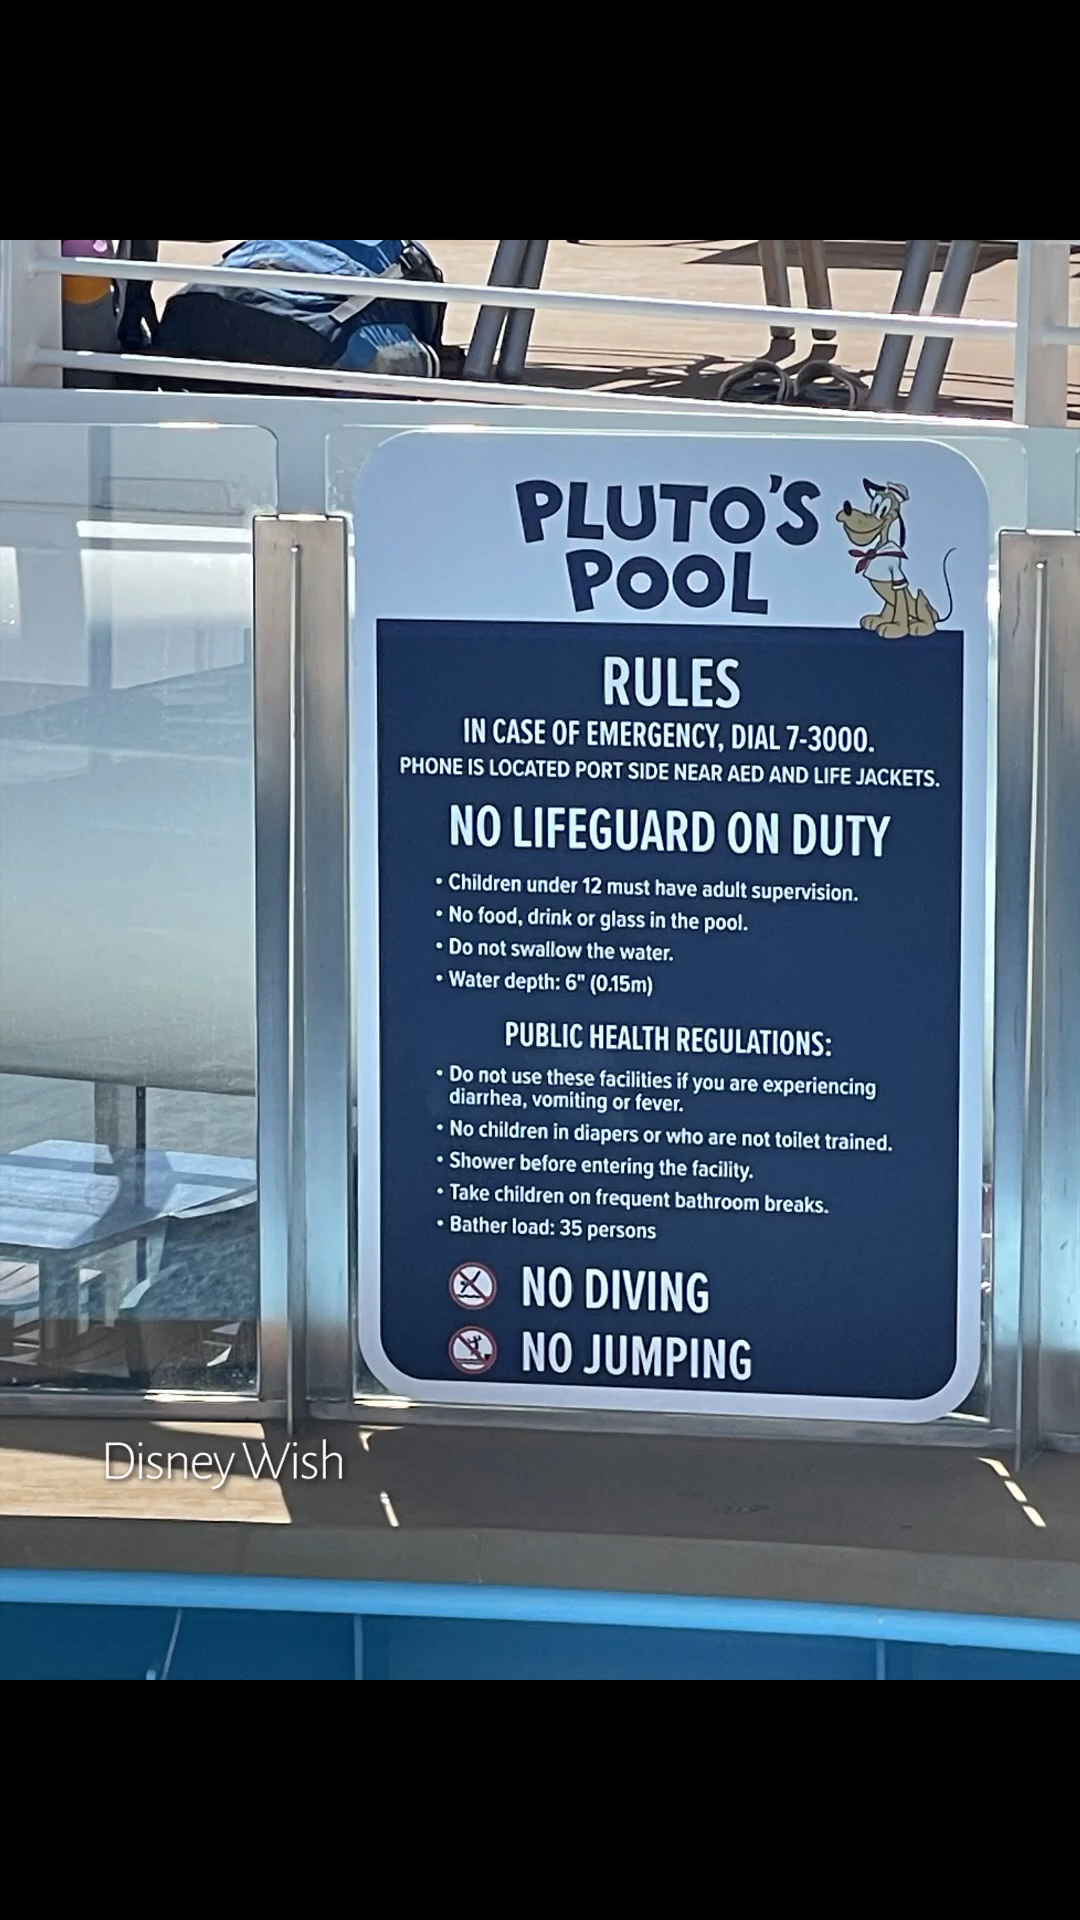 PLUTO'S
POOL
RULES
IN CASE OF EMERGENCY, DIAL 7-3000.
PHONE IS LOCATED PORT SIDE NEAR AED AND LIFE JACKETS.
NO LIFEGUARD ON DUTY
• Children under 12 must have adult supervision.
• No food, drink or glass in the pool.
• Do not swallow the water.
• Water depth: 6" (0.15m)
PUBLIC HEALTH REGULATIONS:
• Do not use these facilities if you are experiencing
diarrhea, vomiting or fever.
• No children in diapers or who are not toilet trained.
• Shower before entering the facility.
• Take children on frequent bathroom breaks.
• Bather load: 35 persons
NO DIVING
NO JUMPING
Disney Wish